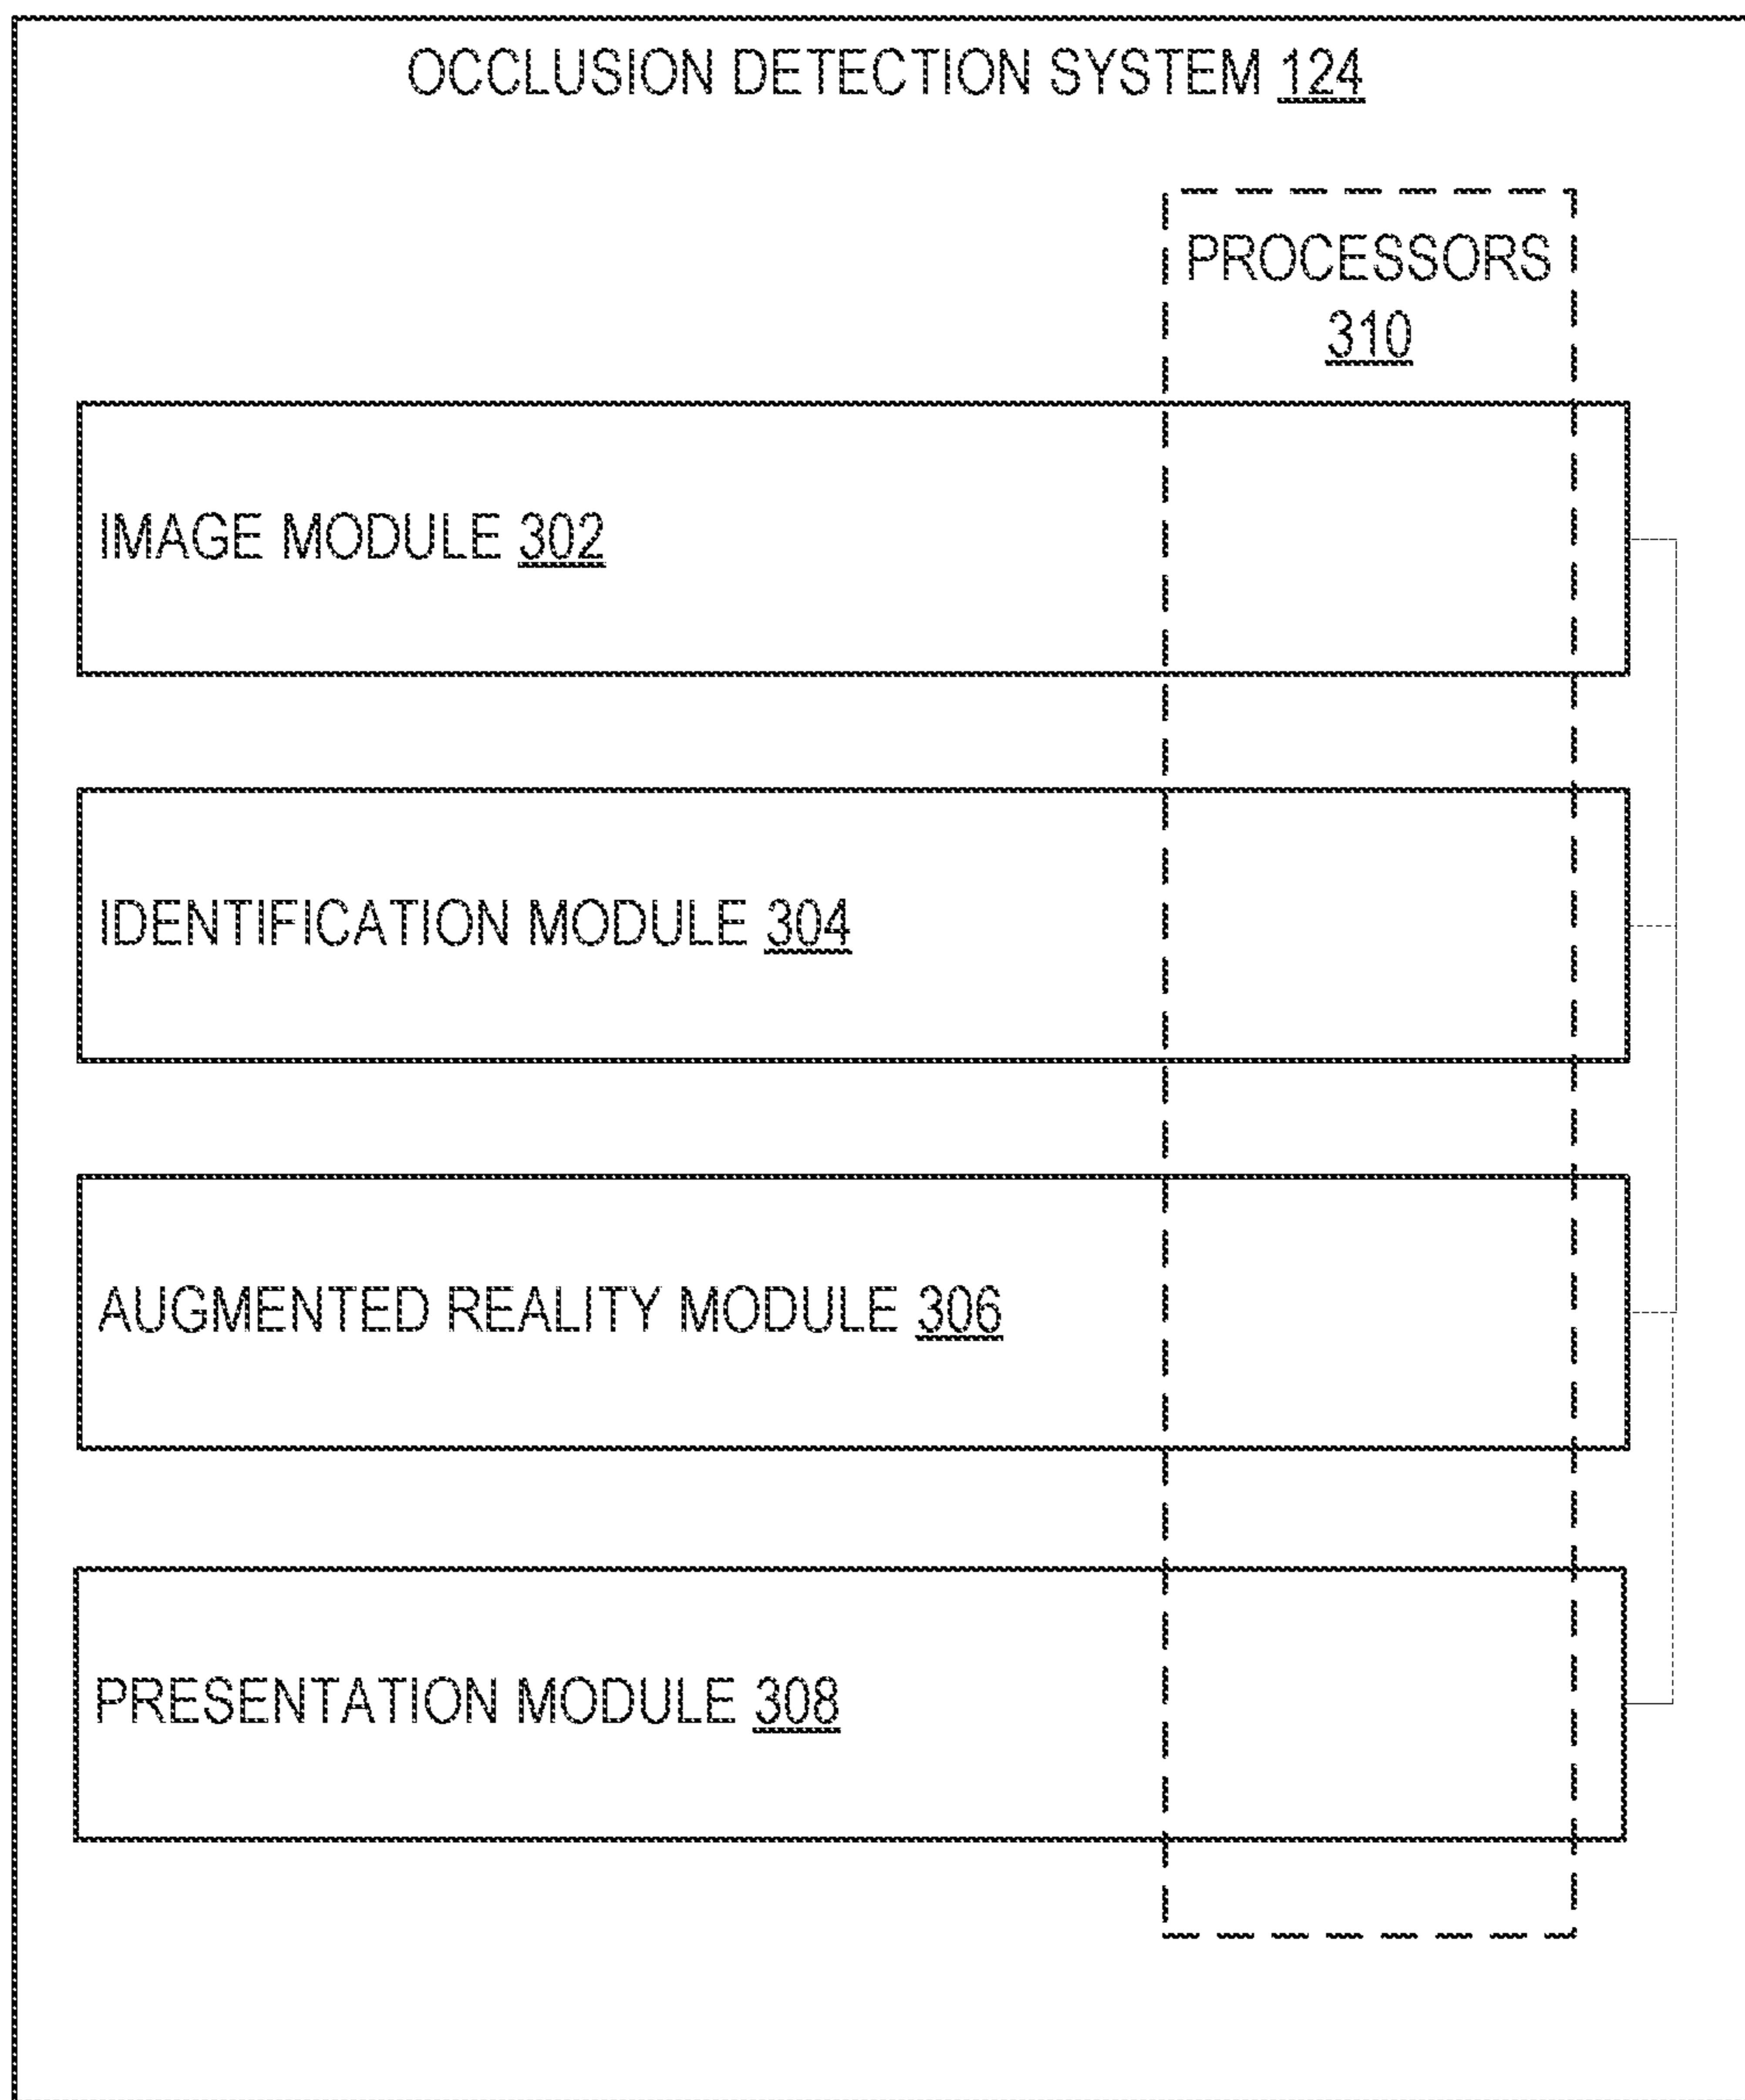 OCCLUSION DETECTION SYSTEM 124
PROCESSORS
310
IMAGE MODULE 302
IDENTIFICATION MODULE 304
AUGMENTED REALITY MODULE 306
PRESENTATION MODULE 308